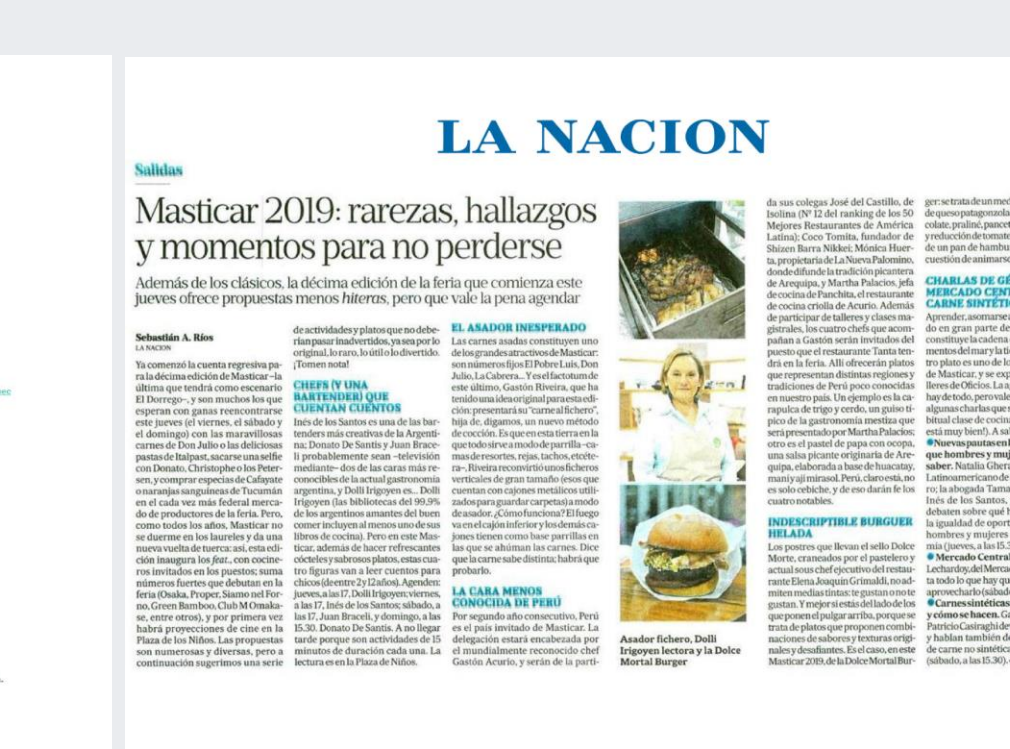 LA NACION
Salidas
Masticar 2019: rarezas, hallazgos
y momentos para no perderse
Además de los clásicos, la décima edición de la feria que comienza este
jueves ofrece propuestas menos hiteras, pero que vale la pena agendar
Sebastián A. Ríos
LA NACION
Ya comenzó la cuenta regresiva pa-
ra la décima edición de Masticar –la
última que tendrá como escenario
El Dorrego–, y son muchos los que
esperan con ganas reencontrarse
este jueves (el viernes, el sábado y
el domingo) con las maravillosas
carnes de Don Julio o las deliciosas
pastas de Italpast, sacarse una selfie
con Donato, Christophe o los Peter-
sen, y comprar especias de Cafayate
o naranjas sanguíneas de Tucumán
en el cada vez más federal merca-
do de productores de la feria. Pero,
como todos los años, Masticar no
se duerme en los laureles y da una
nueva vuelta de tuerca: así, esta edi-
ción inaugura los feat., con cocine-
ros invitados en los puestos; suma
números fuertes que debutan en la
feria (Osaka, Proper, Siamo nel For-
no, Green Bamboo, Club M Omaka-
se, entre otros), y por primera vez
habrá proyecciones de cine en la
Plaza de los Niños. Las propuestas
son numerosas y diversas, pero a
continuación sugerimos una serie
de actividades y platos que no debe-
rían pasar inadvertidos, ya sea por lo
original, lo raro, lo útil o lo divertido.
¡Tomen nota!
CHEFS (Y UNA
BARTENDER) QUE
CUENTAN CUENTOS
Inés de los Santos es una de las bar-
tenders más creativas de la Argenti-
na; Donato De Santis y Juan Brace-
li probablemente sean –televisión
mediante– dos de las caras más re-
conocibles de la actual gastronomía
argentina, y Dolli Irigoyen es... Dolli
Irigoyen (las bibliotecas del 99,9%
de los argentinos amantes del buen
comer incluyen al menos uno de sus
libros de cocina). Pero en este Mas-
ticar, además de hacer refrescantes
cócteles y sabrosos platos, estas cua-
tro figuras van a leer cuentos para
chicos (de entre 2 y 12 años). Agenden:
jueves, a las 17, Dolli Irigoyen; viernes,
a las 17, Inés de los Santos; sábado, a
las 17, Juan Braceli, y domingo, a las
15.30, Donato De Santis. A no llegar
tarde porque son actividades de 15
minutos de duración cada una. La
lectura es en la Plaza de Niños.
EL ASADOR INESPERADO
Las carnes asadas constituyen uno
de los grandes atractivos de Masticar:
son números fijos El Pobre Luis, Don
Julio, La Cabrera... Y es el factotum de
este último, Gastón Riveira, que ha
tenido una idea original para esta edi-
ción: presentará su "carne al fichero",
hija de, digamos, un nuevo método
de cocción. Es que en esta tierra en la
que todo sirve a modo de parrilla –ca-
mas de resortes, rejas, tachos, etcéte-
ra–, Riveira reconvirtió unos ficheros
verticales de gran tamaño (esos que
cuentan con cajones metálicos utili-
zados para guardar carpetas) a modo
de asador. ¿Cómo funciona? El fuego
va en el cajón inferior y los demás ca-
jones tienen como base parrillas en
las que se ahúman las carnes. Dice
que la carne sabe distinta; habrá que
probarlo.
LA CARA MENOS
CONOCIDA DE PERÚ
Por segundo año consecutivo, Perú
es el país invitado de Masticar. La
delegación estará encabezada por
el mundialmente reconocido chef
Gastón Acurio, y serán de la parti-
Asador fichero, Dolli
Irigoyen lectora y la Dolce
Mortal Burger
da sus colegas José del Castillo, de
Isolina (N° 12 del ranking de los 50
Mejores Restaurantes de América
Latina); Coco Tomita, fundador de
Shizen Barra Nikkei; Mónica Huer-
ta, propietaria de La Nueva Palomino,
donde difunde la tradición picantera
de Arequipa, y Martha Palacios, jefa
de cocina de Panchita, el restaurante
de cocina criolla de Acurio. Además
de participar de talleres y clases ma-
gistrales, los cuatro chefs que acom-
pañan a Gastón serán invitados del
puesto que el restaurante Tanta ten-
drá en la feria. Allí ofrecerán platos
que representan distintas regiones y
tradiciones de Perú poco conocidas
en nuestro país. Un ejemplo es la ca-
rapulca de trigo y cerdo, un guiso tí-
pico de la gastronomía mestiza que
será presentado por Martha Palacios;
otro es el pastel de papa con ocopa,
una salsa picante originaria de Are-
quipa, elaborada a base de huacatay,
maní y ají mirasol. Perú, claro está, no
es solo cebiche, y de eso darán fe los
cuatro notables.
INDESCRIPTIBLE BURGUER
HELADA
Los postres que llevan el sello Dolce
Morte, craneados por el pastelero y
actual sous chef ejecutivo del restau-
rante Elena Joaquín Grimaldi, no ad-
miten medias tintas: te gustan o no te
gustan. Y mejor si estás del lado de los
que ponen el pulgar arriba, porque se
trata de platos que proponen combi-
naciones de sabores y texturas origi-
nales y desafiantes. Es el caso, en este
Masticar 2019, de la Dolce Mortal Bur-
ger: se trata de un med
de queso patagonzola
colate, praliné, pancet
y reducción de tomate
de un pan de hambu
cuestión de animarse
CHARLAS DE GÉ
MERCADO CENT
CARNE SINTÉTIC
Aprender, asomarse a
do en gran parte de
constituye la cadena
mentos del mar y la ti
tro plato es uno de lo
de Masticar, y se exp
lleres de Oficios. La a
hay de todo, pero vale
algunas charlas que s
bitual clase de cocina
está muy bien!). A sab
Nuevas pautas en l
que hombres y muj
saber. Natalia Ghera
Latinoamericano de
ro; la abogada Tama
Inés de los Santos,
debaten sobre qué h
la igualdad de oport
hombres y mujeres
mía (jueves, a las 15.3
Mercado Central
Lechardoy, del Merca
ta todo lo que hay qu
aprovecharlo (sábado
Carnes sintéticas
y cómo se hacen. Ga
Patricio Casiraghi de
y hablan también de
de carne no sintética
(sábado, a las 15.30).